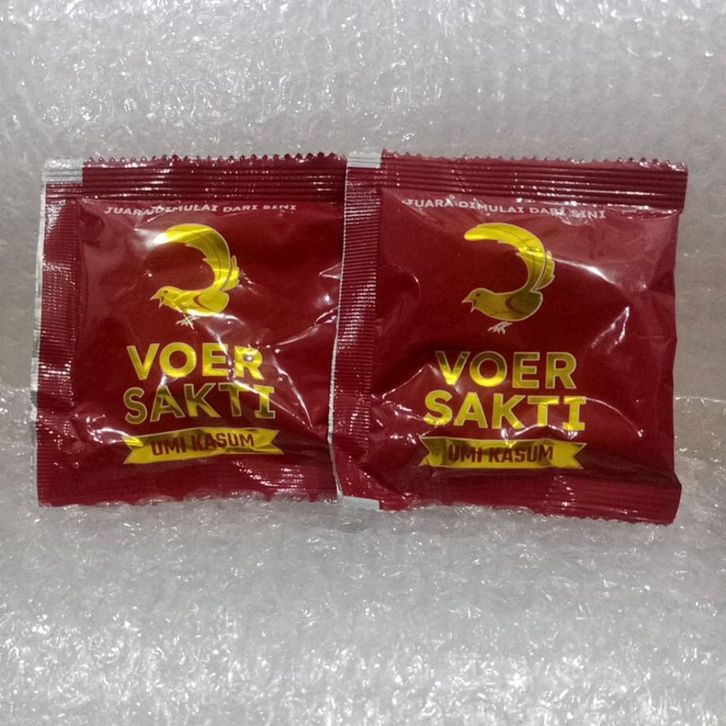 JUARA DIMULAI DARI SINI
VOER
SAKTI
UMI KASUM
JUARA DIMULAI DARI SINI
VOER
SAKTI
UMI KASUM